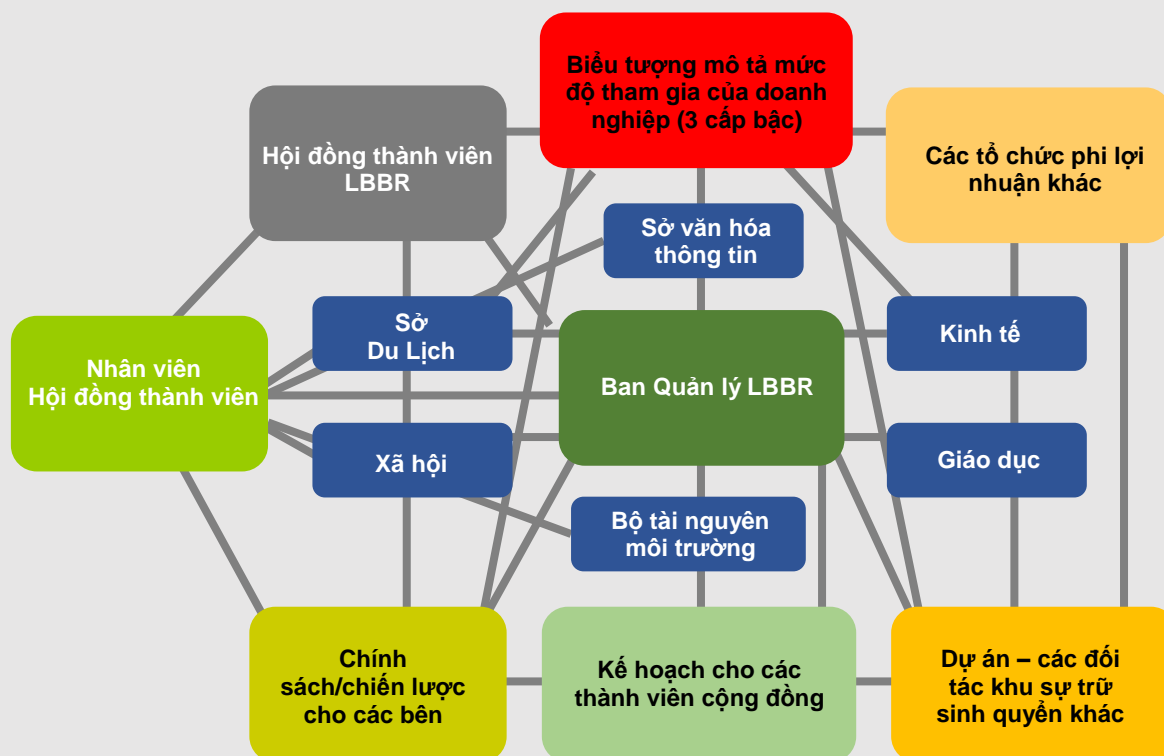 Biểu tượng mô tả mức
độ tham gia của doanh
nghiệp (3 cấp bậc)
Hội đồng thành viên
LBBR
Các tổ chức phi lợi
nhuận khác
Sở văn hóa
thông tin
Sở
Du Lịch
Kinh tế
Nhân viên
Hội đồng thành viên
Ban Quản lý LBBR
Xã hội
Giáo dục
Bộ tài nguyên
môi trường
Chính
sách/chiến lược
cho các bên
Kế hoạch cho các
thành viên cộng đồng
Dự án – các đối
tác khu sự trữ
sinh quyển khác